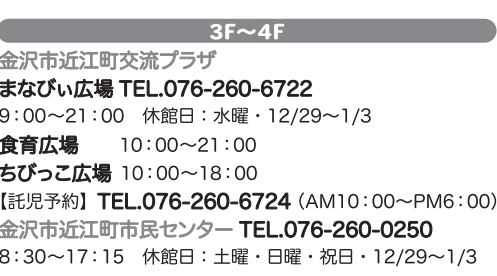 3F～4F
金沢市近江町交流プラザ
まなびぃ広場 TEL.076-260-6722
9：00～21：00　休館日：水曜・12/29～1/3
食育広場　　10：00～21：00
ちびっこ広場 10：00～18：00
【託児予約】TEL.076-260-6724（AM10：00～PM6：00）
金沢市近江町市民センター TEL.076-260-0250
8：30～17：15　休館日：土曜・日曜・祝日・12/29～1/3